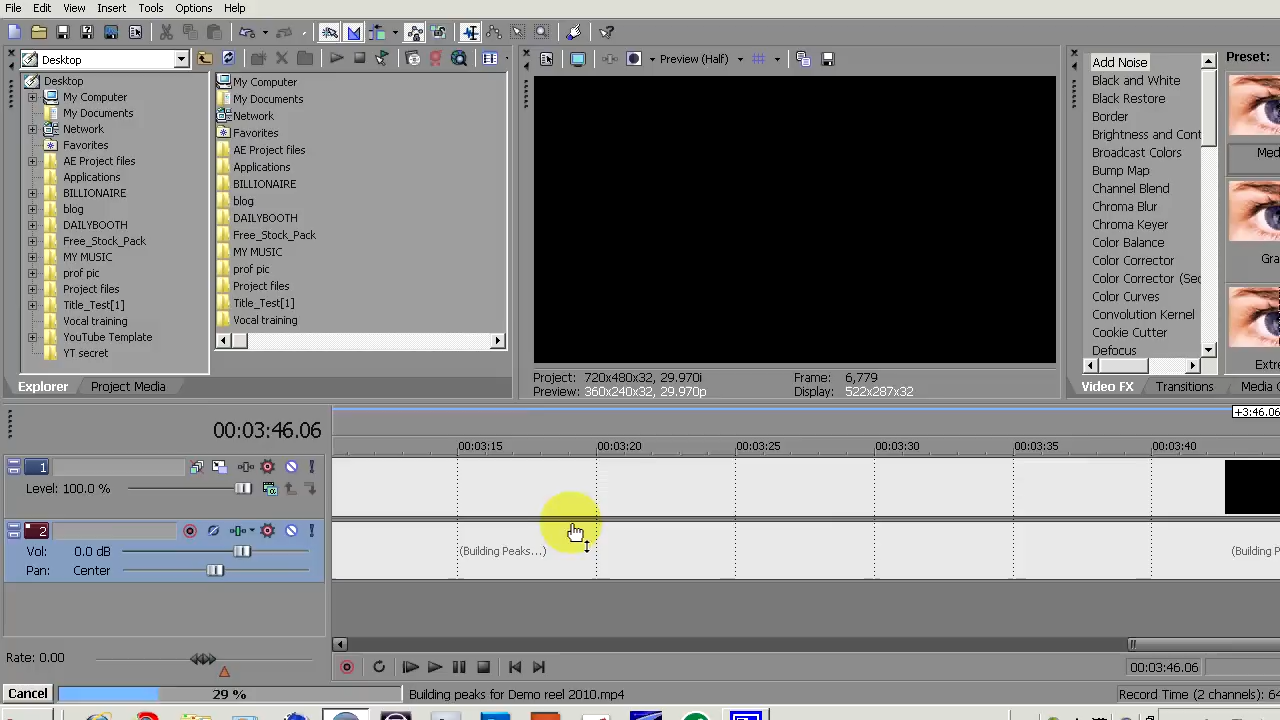 File Edit View Insert Tools Options Help
Desktop
Preview (Half)
Desktop
My Computer
My Documents
Network
Favorites
AE Project files
Applications
BILLIONAIRE
blog
DAILYBOOTH
Free_Stock_Pack
MY MUSIC
prof pic
Project files
Title_Test[1]
Vocal training
YouTube Template
YT secret
My Computer
My Documents
Network
Favorites
AE Project files
Applications
BILLIONAIRE
blog
DAILYBOOTH
Free_Stock_Pack
MY MUSIC
prof pic
Project files
Title_Test[1]
Vocal training
Explorer Project Media
Project: 720x480x32, 29.970i
Preview: 360x240x32, 29.970p
Frame: 6,779
Display: 522x287x32
Add Noise
Black and White
Black Restore
Border
Brightness and Cont
Broadcast Colors
Bump Map
Channel Blend
Chroma Blur
Chroma Keyer
Color Balance
Color Corrector
Color Corrector (Sec
Color Curves
Convolution Kernel
Cookie Cutter
Defocus
Preset:
Med
Gra
Extre
Video FX Transitions Media
00:03:46.06
+3:46.06
00:03:15 00:03:20 00:03:25 00:03:30 00:03:35 00:03:40
1
Level: 100.0 %
2
Vol: 0.0 dB
Pan: Center
(Building Peaks...)
(Building P
Rate: 0.00
00:03:46.06
Cancel 29 % Building peaks for Demo reel 2010.mp4
Record Time (2 channels): 6